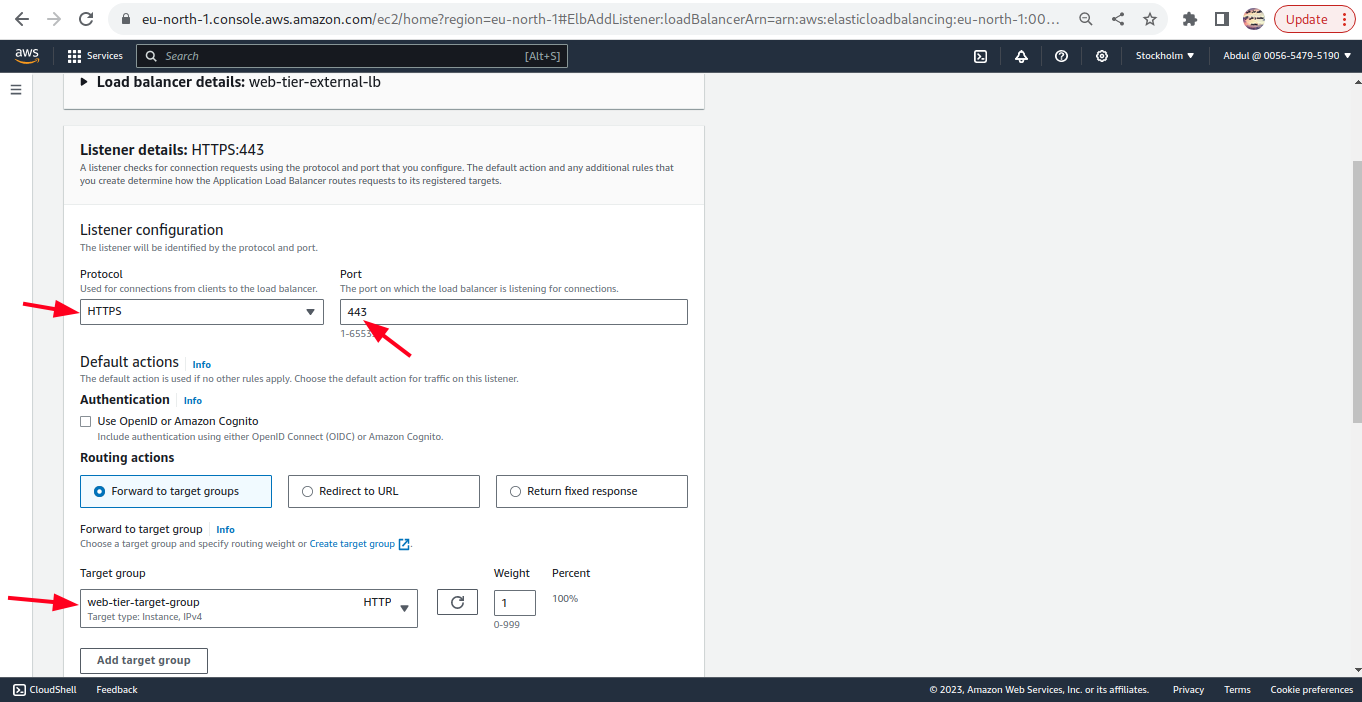 eu-north-1.console.aws.amazon.com/ec2/home?region=eu-north-1#ElbAddListener:loadBalancerArn=arn:aws:elasticloadbalancing:eu-north-1:00...
Update
aws
Services
Search
[Alt+S]
Stockholm
Abdul @ 0056-5479-5190
Load balancer details: web-tier-external-lb
Listener details: HTTPS:443
A listener checks for connection requests using the protocol and port that you configure. The default action and any additional rules that
you create determine how the Application Load Balancer routes requests to its registered targets.
Listener configuration
The listener will be identified by the protocol and port.
Protocol
Used for connections from clients to the load balancer.
HTTPS
Port
The port on which the load balancer is listening for connections.
443
Default actions
Info
The default action is used if no other rules apply. Choose the default action for traffic on this listener.
Authentication
Info
Use OpenID or Amazon Cognito
Include authentication using either OpenID Connect (OIDC) or Amazon Cognito.
Routing actions
Forward to target groups
Redirect to URL
Return fixed response
Forward to target group
Info
Choose a target group and specify routing weight or Create target group.
Target group
Weight
Percent
web-tier-target-group
HTTP
Target type: Instance, IPv4
1
100%
0-999
Add target group
CloudShell
Feedback
© 2023, Amazon Web Services, Inc. or its affiliates.
Privacy
Terms
Cookie preferences